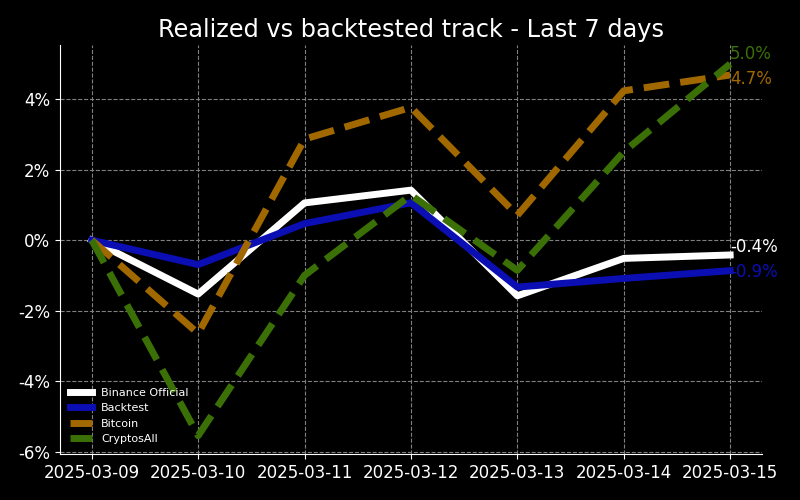 Realized vs backtested track - Last 7 days
5.0%
4.7%
4%
2%
0%
-0.4%
-0.9%
-2%
-4%
-6%
Binance Official
Backtest
Bitcoin
CryptosAll
2025-03-09 2025-03-10 2025-03-11 2025-03-12 2025-03-13 2025-03-14 2025-03-15